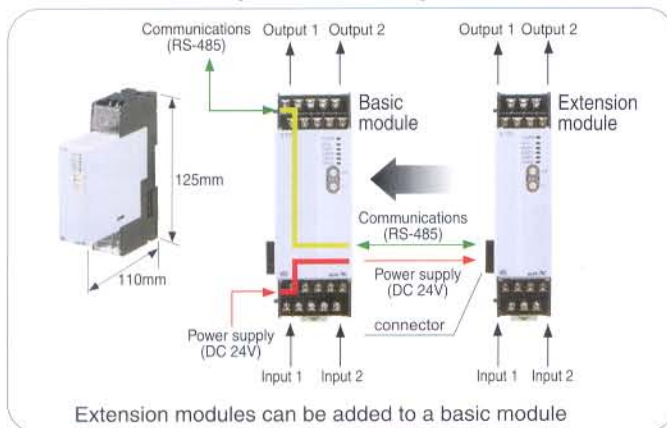 Communications
(RS-485)
Output 1 Output 2
Output 1 Output 2
Basic
module
Extension
module
125mm
110mm
Communications
(RS-485)
Power supply
(DC 24V)
connector
Power supply
(DC 24V)
Input 1 Input 2
Input 1 Input 2
Extension modules can be added to a basic module